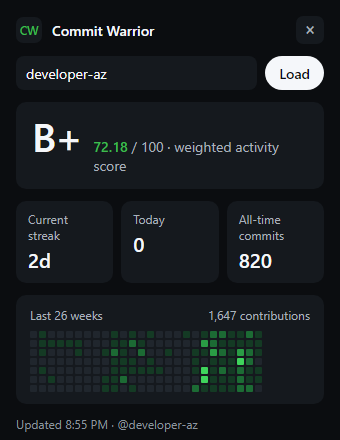 CW Commit Warrior ×
developer-az Load
B+ 72.18 / 100 · weighted activity
score
Current
streak
2d
Today
0
All-time
commits
820
Last 26 weeks 1,647 contributions
Updated 8:55 PM · @developer-az